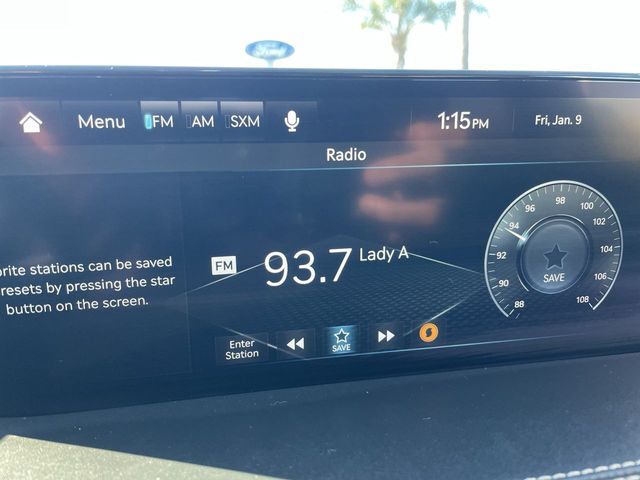 Ford
Menu
FM
AM
SXM
1:15PM
Fri, Jan. 9
Radio
orite stations can be saved
resets by pressing the star
button on the screen.
FM
93.7
Lady A
Enter
Station
SAVE
88
90
92
94
96
98
100
102
104
106
108
SAVE